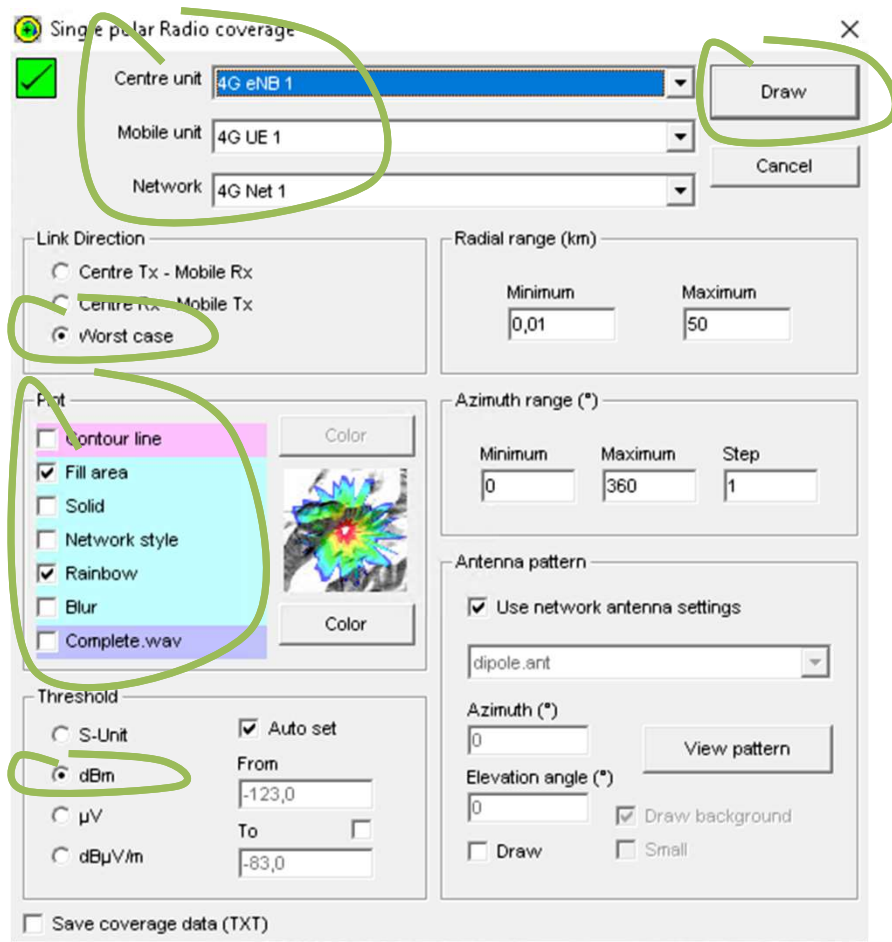 Single polar Radio coverage
Centre unit 4G eNB 1
Draw
Mobile unit 4G UE 1
Cancel
Network 4G Net 1
Link Direction
Centre Tx - Mobile Rx
Centre Rx - Mobile Tx
Worst case
Radial range (km)
Minimum Maximum
0,01 50
Plot
Contour line
Fill area
Solid
Network style
Rainbow
Blur
Complete.wav
Color
Color
Azimuth range (°)
Minimum Maximum Step
0 360 1
Antenna pattern
Use network antenna settings
dipole.ant
Azimuth (°)
0
View pattern
Elevation angle (°)
0
Draw background
Draw
Small
Threshold
S-Unit
dBm
µV
dBµV/m
Auto set
From
-123,0
To
-83,0
Save coverage data (TXT)